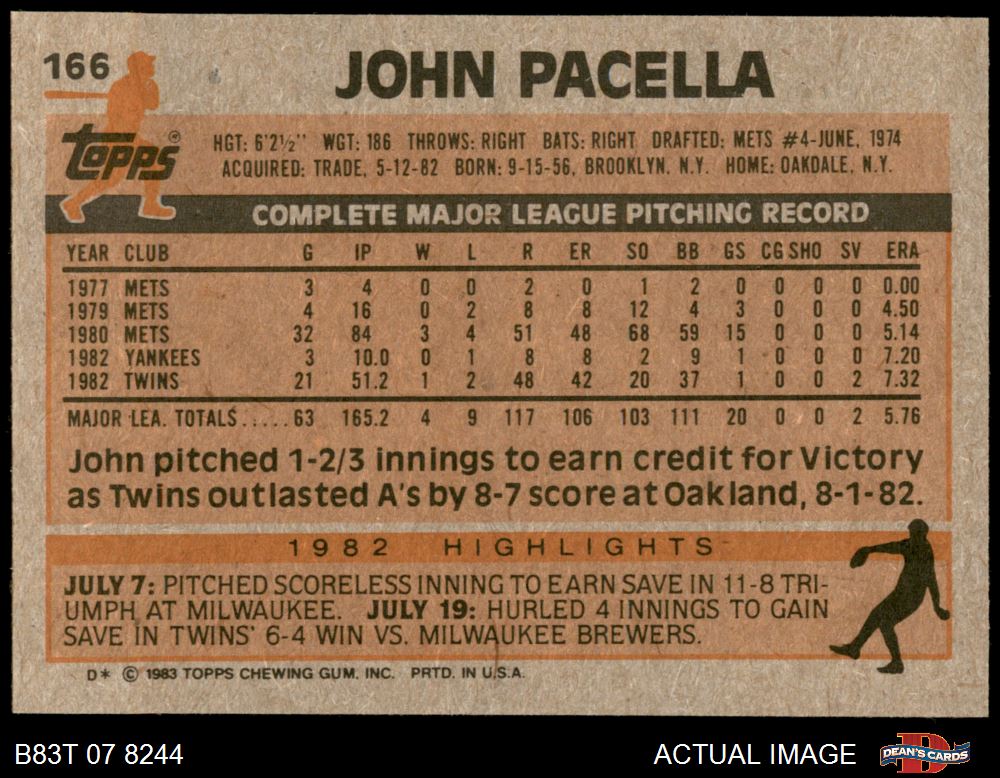 166
JOHN PACELLA
Topps®
HGT: 6'2½" WGT: 186 THROWS: RIGHT BATS: RIGHT DRAFTED: METS #4-JUNE, 1974
ACQUIRED: TRADE, 5-12-82 BORN: 9-15-56, BROOKLYN, N.Y. HOME: OAKDALE, N.Y.
COMPLETE MAJOR LEAGUE PITCHING RECORD
YEAR CLUB G IP W L R ER SO BB GS CG SHO SV ERA
1977 METS 3 4 0 0 2 0 1 2 0 0 0 0 0.00
1979 METS 4 16 0 2 8 8 12 4 3 0 0 0 4.50
1980 METS 32 84 3 4 51 48 68 59 15 0 0 0 5.14
1982 YANKEES 3 10.0 0 1 8 8 2 9 1 0 0 0 7.20
1982 TWINS 21 51.2 1 2 48 42 20 37 1 0 0 2 7.32
MAJOR LEA. TOTALS.....63 165.2 4 9 117 106 103 111 20 0 0 2 5.76
John pitched 1-2/3 innings to earn credit for Victory
as Twins outlasted A's by 8-7 score at Oakland, 8-1-82.
1982 HIGHLIGHTS
JULY 7: PITCHED SCORELESS INNING TO EARN SAVE IN 11-8 TRI-
UMPH AT MILWAUKEE. JULY 19: HURLED 4 INNINGS TO GAIN
SAVE IN TWINS' 6-4 WIN VS. MILWAUKEE BREWERS.
D* © 1983 TOPPS CHEWING GUM, INC. PRTD. IN U.S.A.
B83T 07 8244
ACTUAL IMAGE
D
DEAN'S CARDS